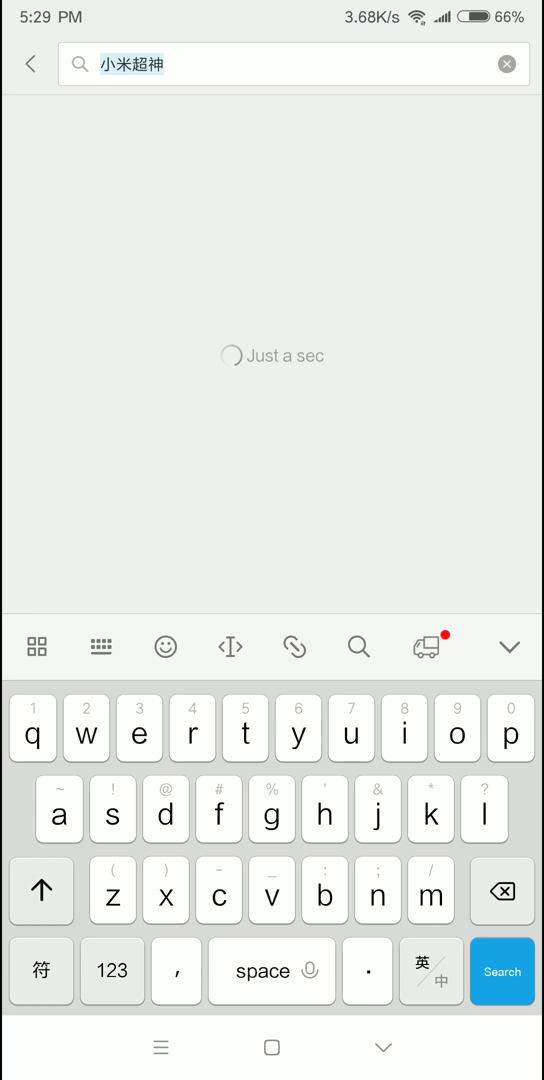 5:29 PM 3.68K/s 66%
小米超神
Just a sec
1 2 3 4 5 6 7 8 9 0
q w e r t y u i o p
~ ! @ # % ' & * ?
a s d f g h j k l
( ) - _ : ; /
z x c v b n m
符 123 , space . 英/中 Search